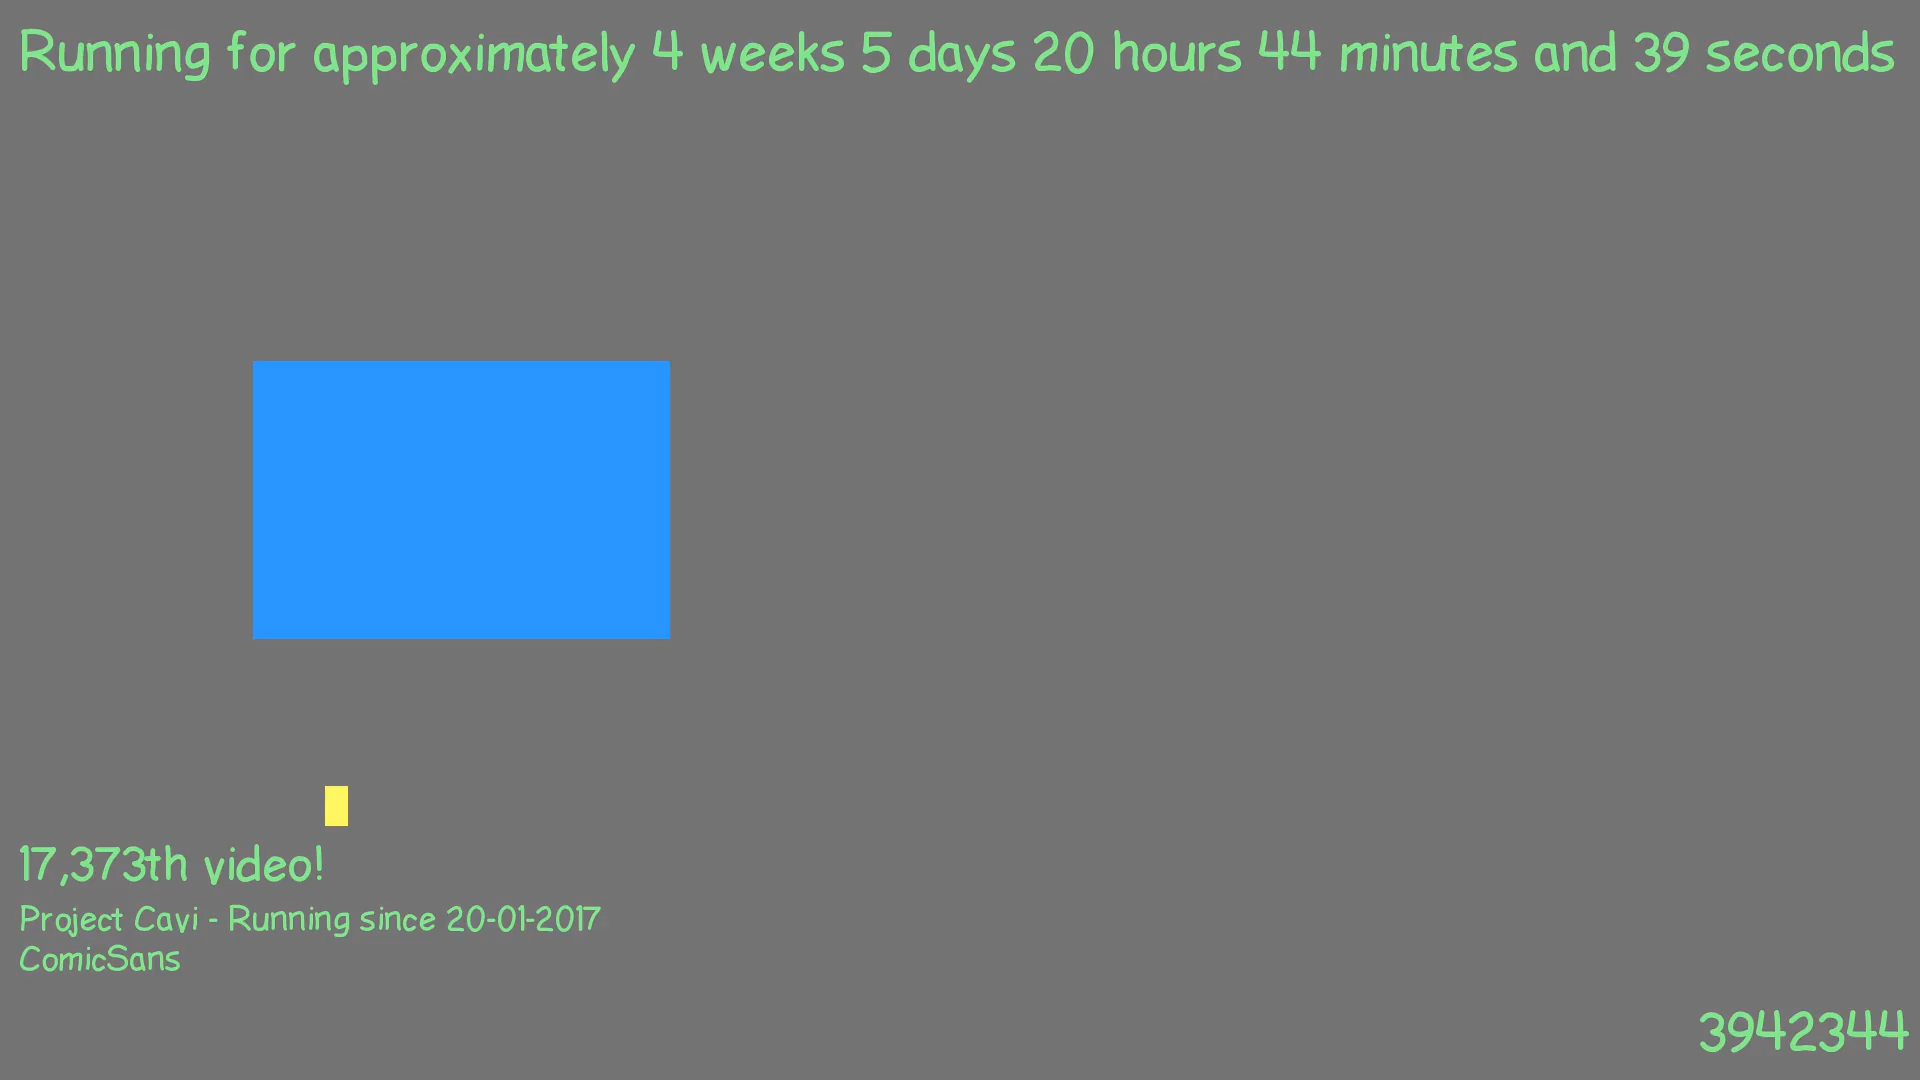 Running for approximately 4 weeks 5 days 20 hours 44 minutes and 39 seconds
17,373th video!
Project Cavi - Running since 20-01-2017
ComicSans
3942344